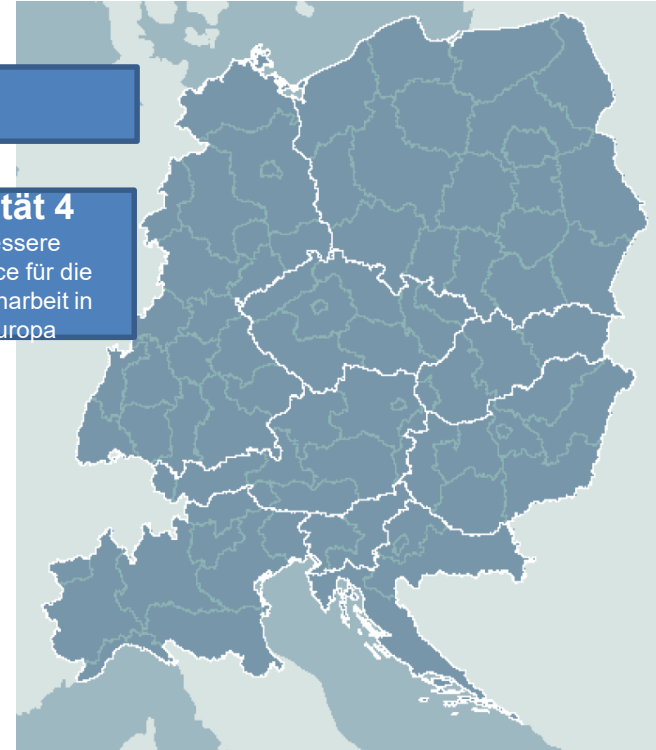 tät 4
essere
ce für die
narbeit in
uropa